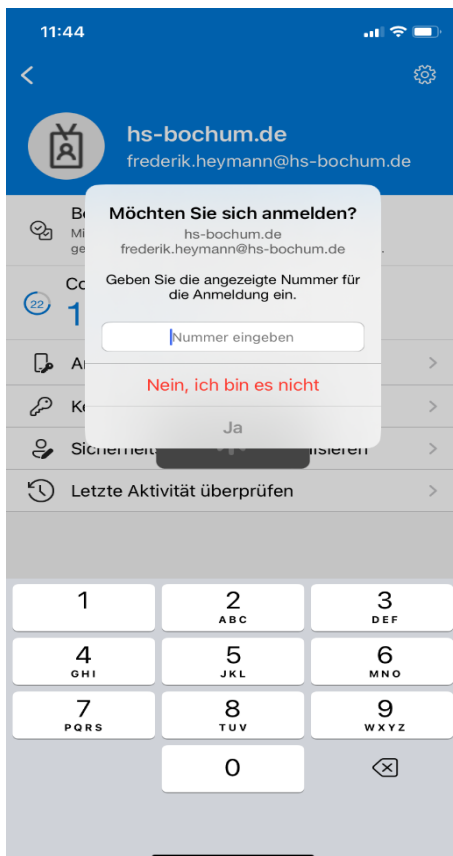 11:44
hs-bochum.de
frederik.heymann@hs-bochum.de
Möchten Sie sich anmelden?
hs-bochum.de
frederik.heymann@hs-bochum.de
Geben Sie die angezeigte Nummer für
die Anmeldung ein.
Nummer eingeben
Nein, ich bin es nicht
Ja
22
Letzte Aktivität überprüfen
1
2
ABC
3
DEF
4
GHI
5
JKL
6
MNO
7
PQRS
8
TUV
9
WXYZ
0